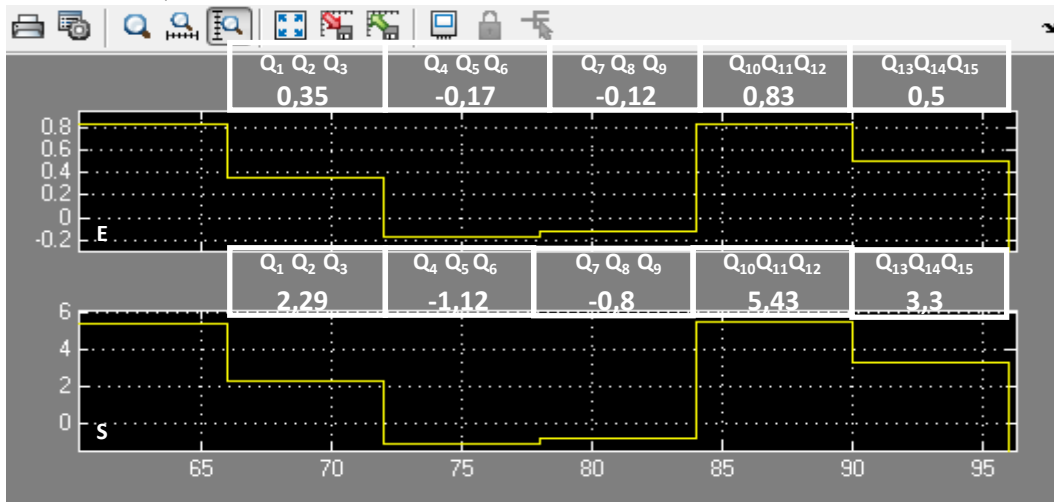 Q₁ Q₂ Q₃ Q₄ Q₅ Q₆ Q₇ Q₈ Q₉ Q₁₀Q₁₁Q₁₂ Q₁₃Q₁₄Q₁₅
0,35 -0,17 -0,12 0,83 0,5
0.8
0.6
0.4
0.2
0
-0.2
E
Q₁ Q₂ Q₃ Q₄ Q₅ Q₆ Q₇ Q₈ Q₉ Q₁₀Q₁₁Q₁₂ Q₁₃Q₁₄Q₁₅
2,29 -1,12 -0,8 5,43 3,3
6
4
2
0
S
65 70 75 80 85 90 95